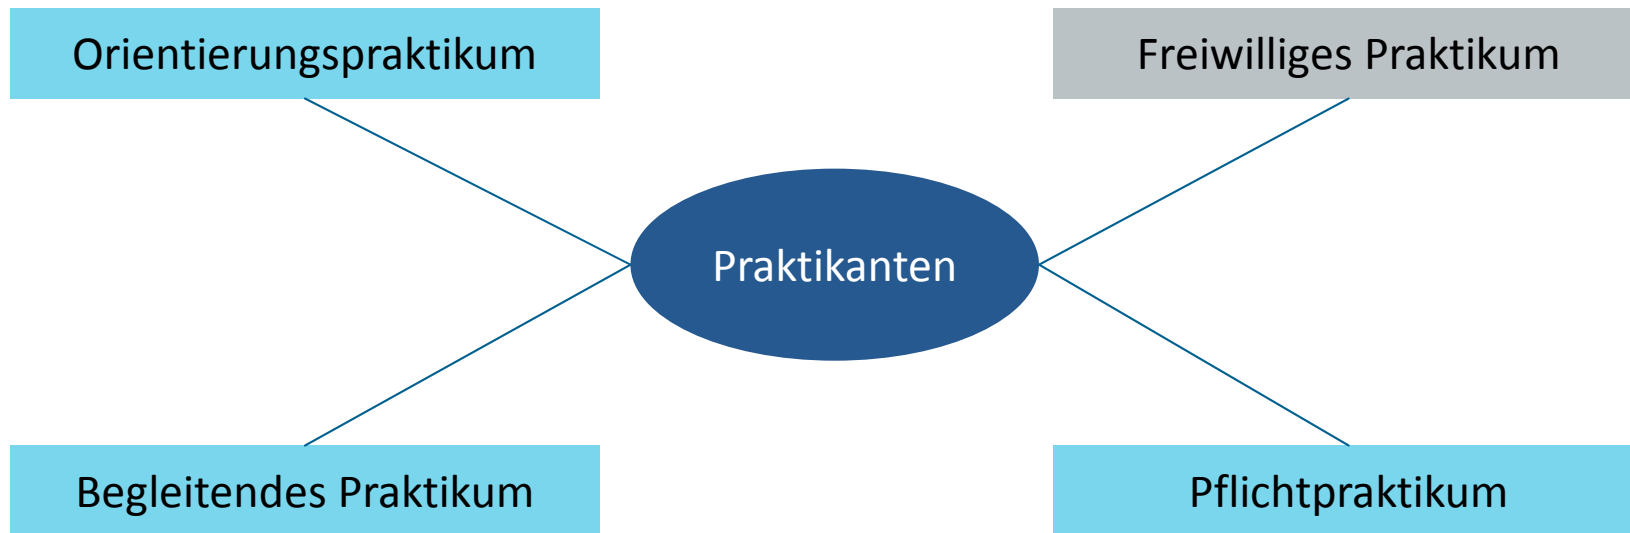 Orientierungspraktikum
Freiwilliges Praktikum
Praktikanten
Begleitendes Praktikum
Pflichtpraktikum